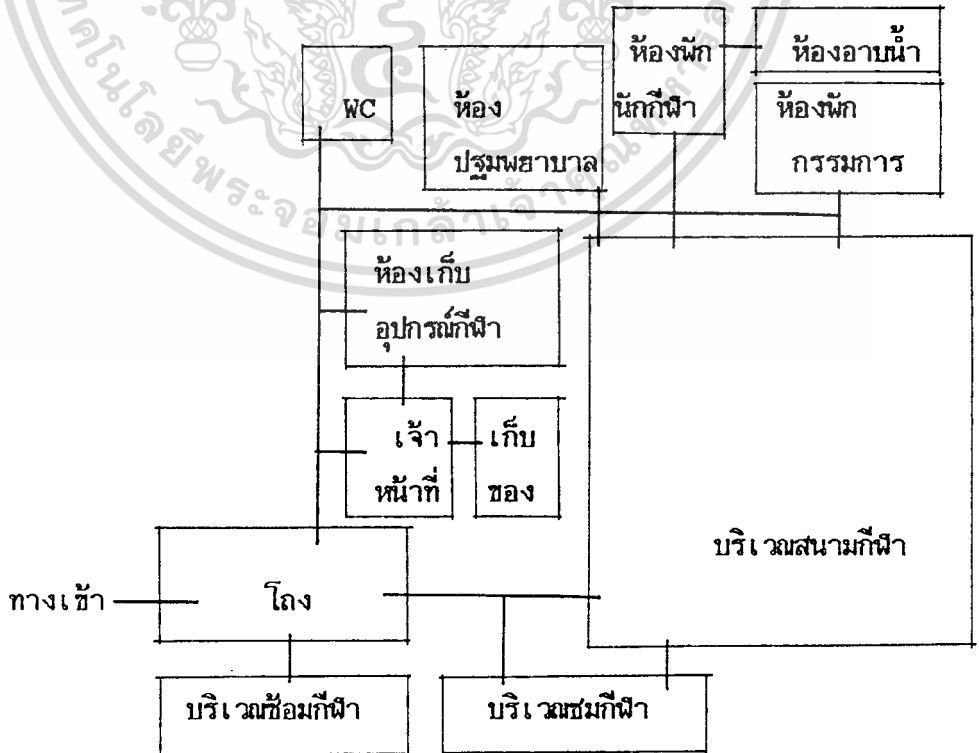 ห้องพัก
นักกีฬา
ห้องอาบน้ำ
WC
ห้อง
ปฐมพยาบาล
ห้องพัก
กรรมการ
ห้องเก็บ
อุปกรณ์กีฬา
เจ้า
หน้าที่
เก็บ
ของ
บริเวณสนามกีฬา
ทางเข้า
โถง
บริเวณซ้อมกีฬา
บริเวณชมกีฬา